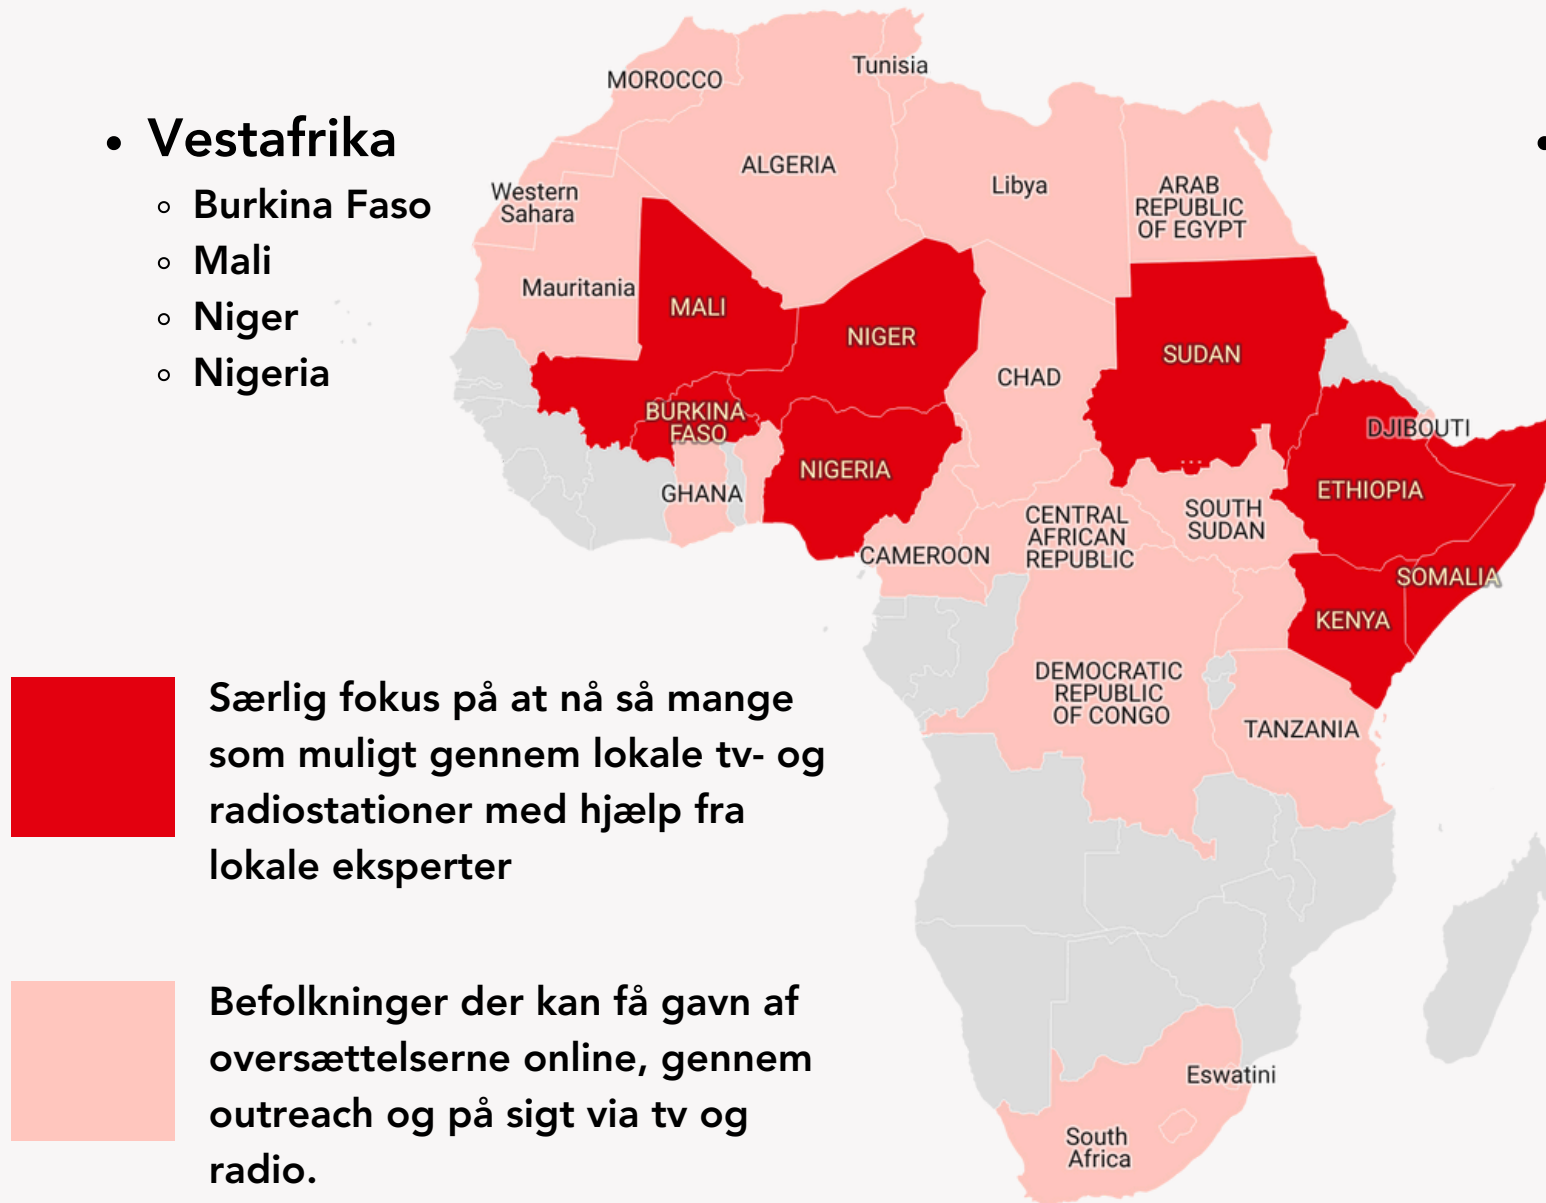 • Vestafrika
◦ Burkina Faso
◦ Mali
◦ Niger
◦ Nigeria
•
MOROCCO
Tunisia
ALGERIA
Libya
ARAB
REPUBLIC
OF EGYPT
Western
Sahara
Mauritania
MALI
NIGER
CHAD
SUDAN
BURKINA
FASO
DJIBOUTI
NIGERIA
GHANA
ETHIOPIA
SOUTH
SUDAN
CENTRAL
AFRICAN
REPUBLIC
CAMEROON
SOMALIA
KENYA
DEMOCRATIC
REPUBLIC
OF CONGO
TANZANIA
Eswatini
South
Africa
Særlig fokus på at nå så mange
som muligt gennem lokale tv- og
radiostationer med hjælp fra
lokale eksperter
Befolkninger der kan få gavn af
oversættelserne online, gennem
outreach og på sigt via tv og
radio.